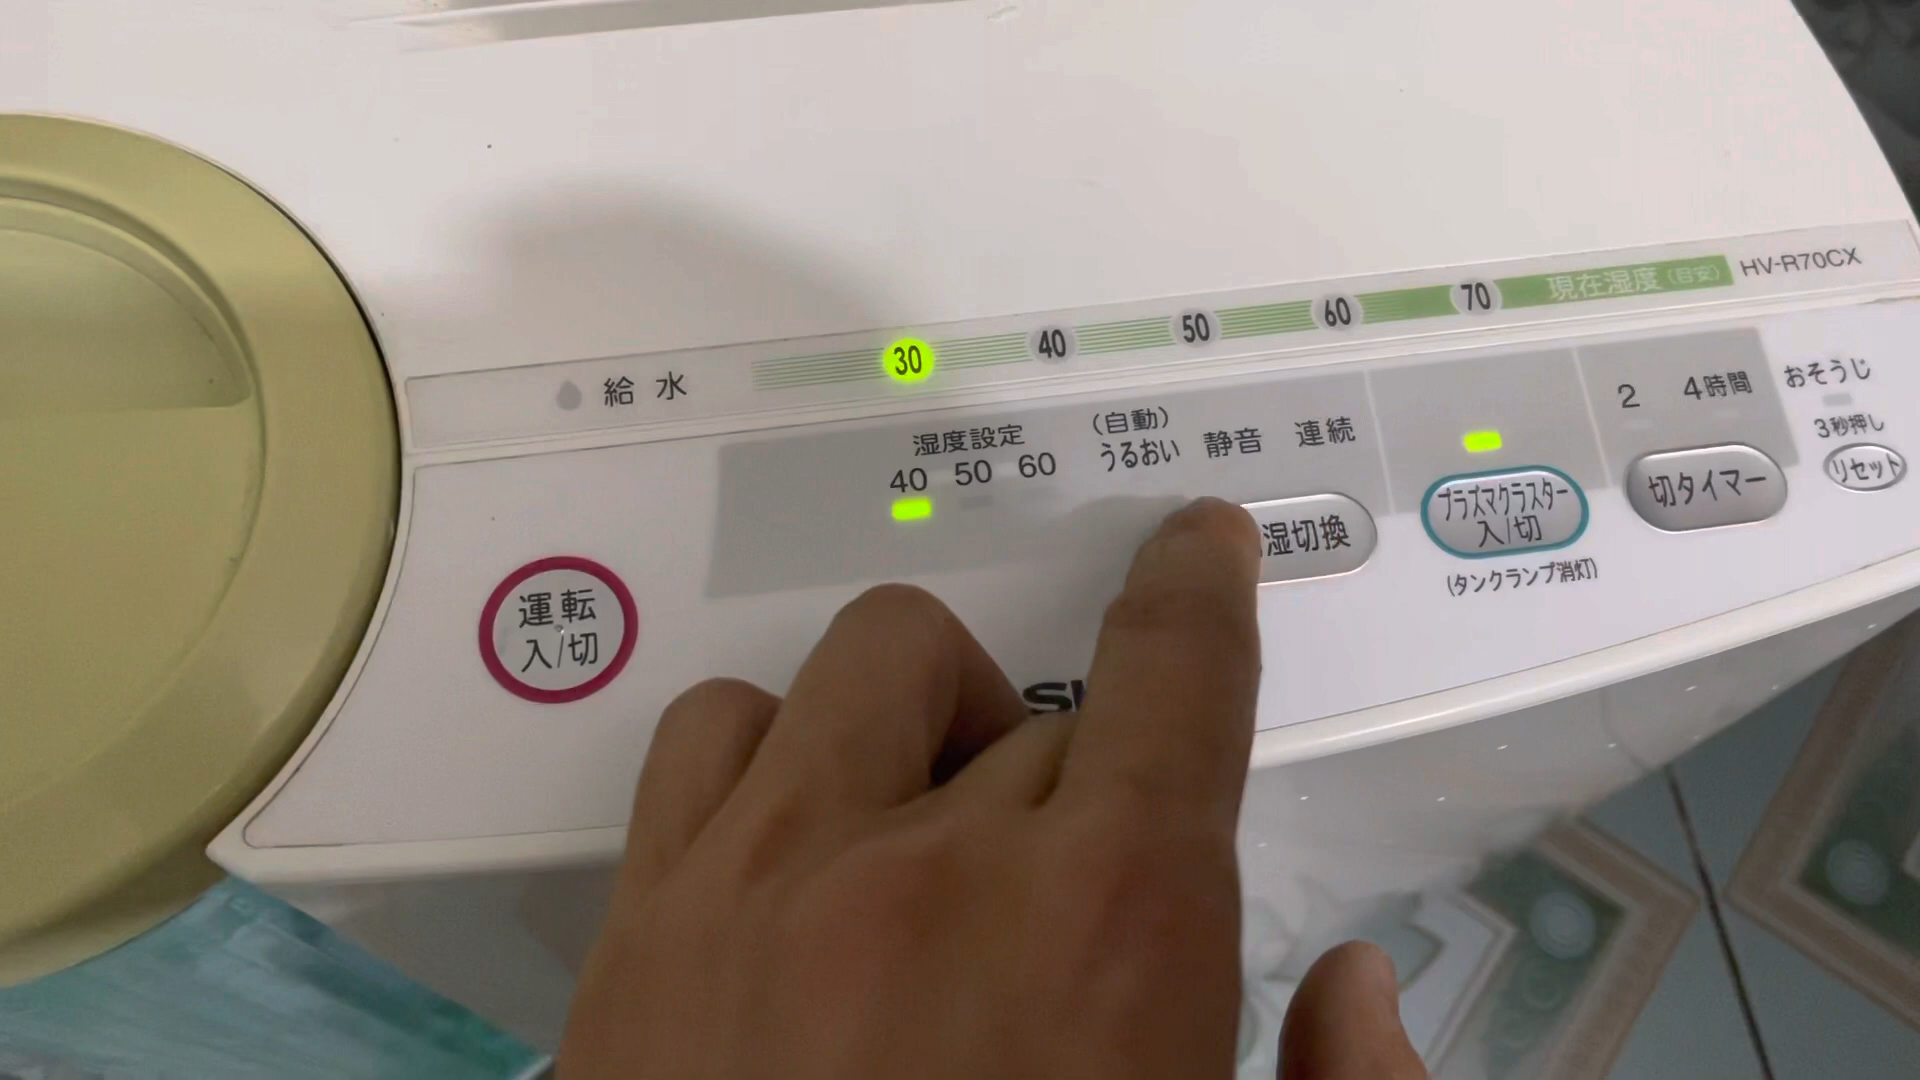 HV-R70CX
給水 30 40 50 60 70 現在湿度(目安)
湿度設定
40 50 60
(自動)
うるおい 静音 連続
2 4時間
おそうじ
3秒押し
リセット
運転
入/切
湿切換
プラズマクラスター
入/切
(タンクランプ消灯)
切タイマー